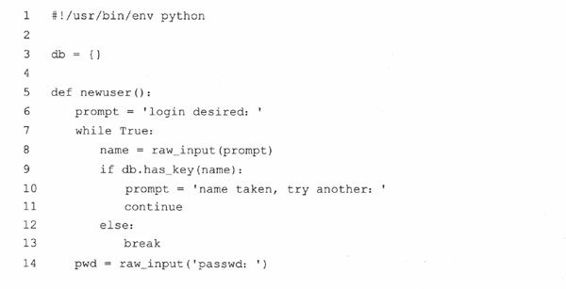 1 #!/usr/bin/env python
2
3 db = {}
4
5 def newuser():
6     prompt = 'login desired: '
7     while True:
8         name = raw_input(prompt)
9         if db.has_key(name):
10             prompt = 'name taken, try another: '
11             continue
12         else:
13             break
14     pwd = raw_input('passwd: ')